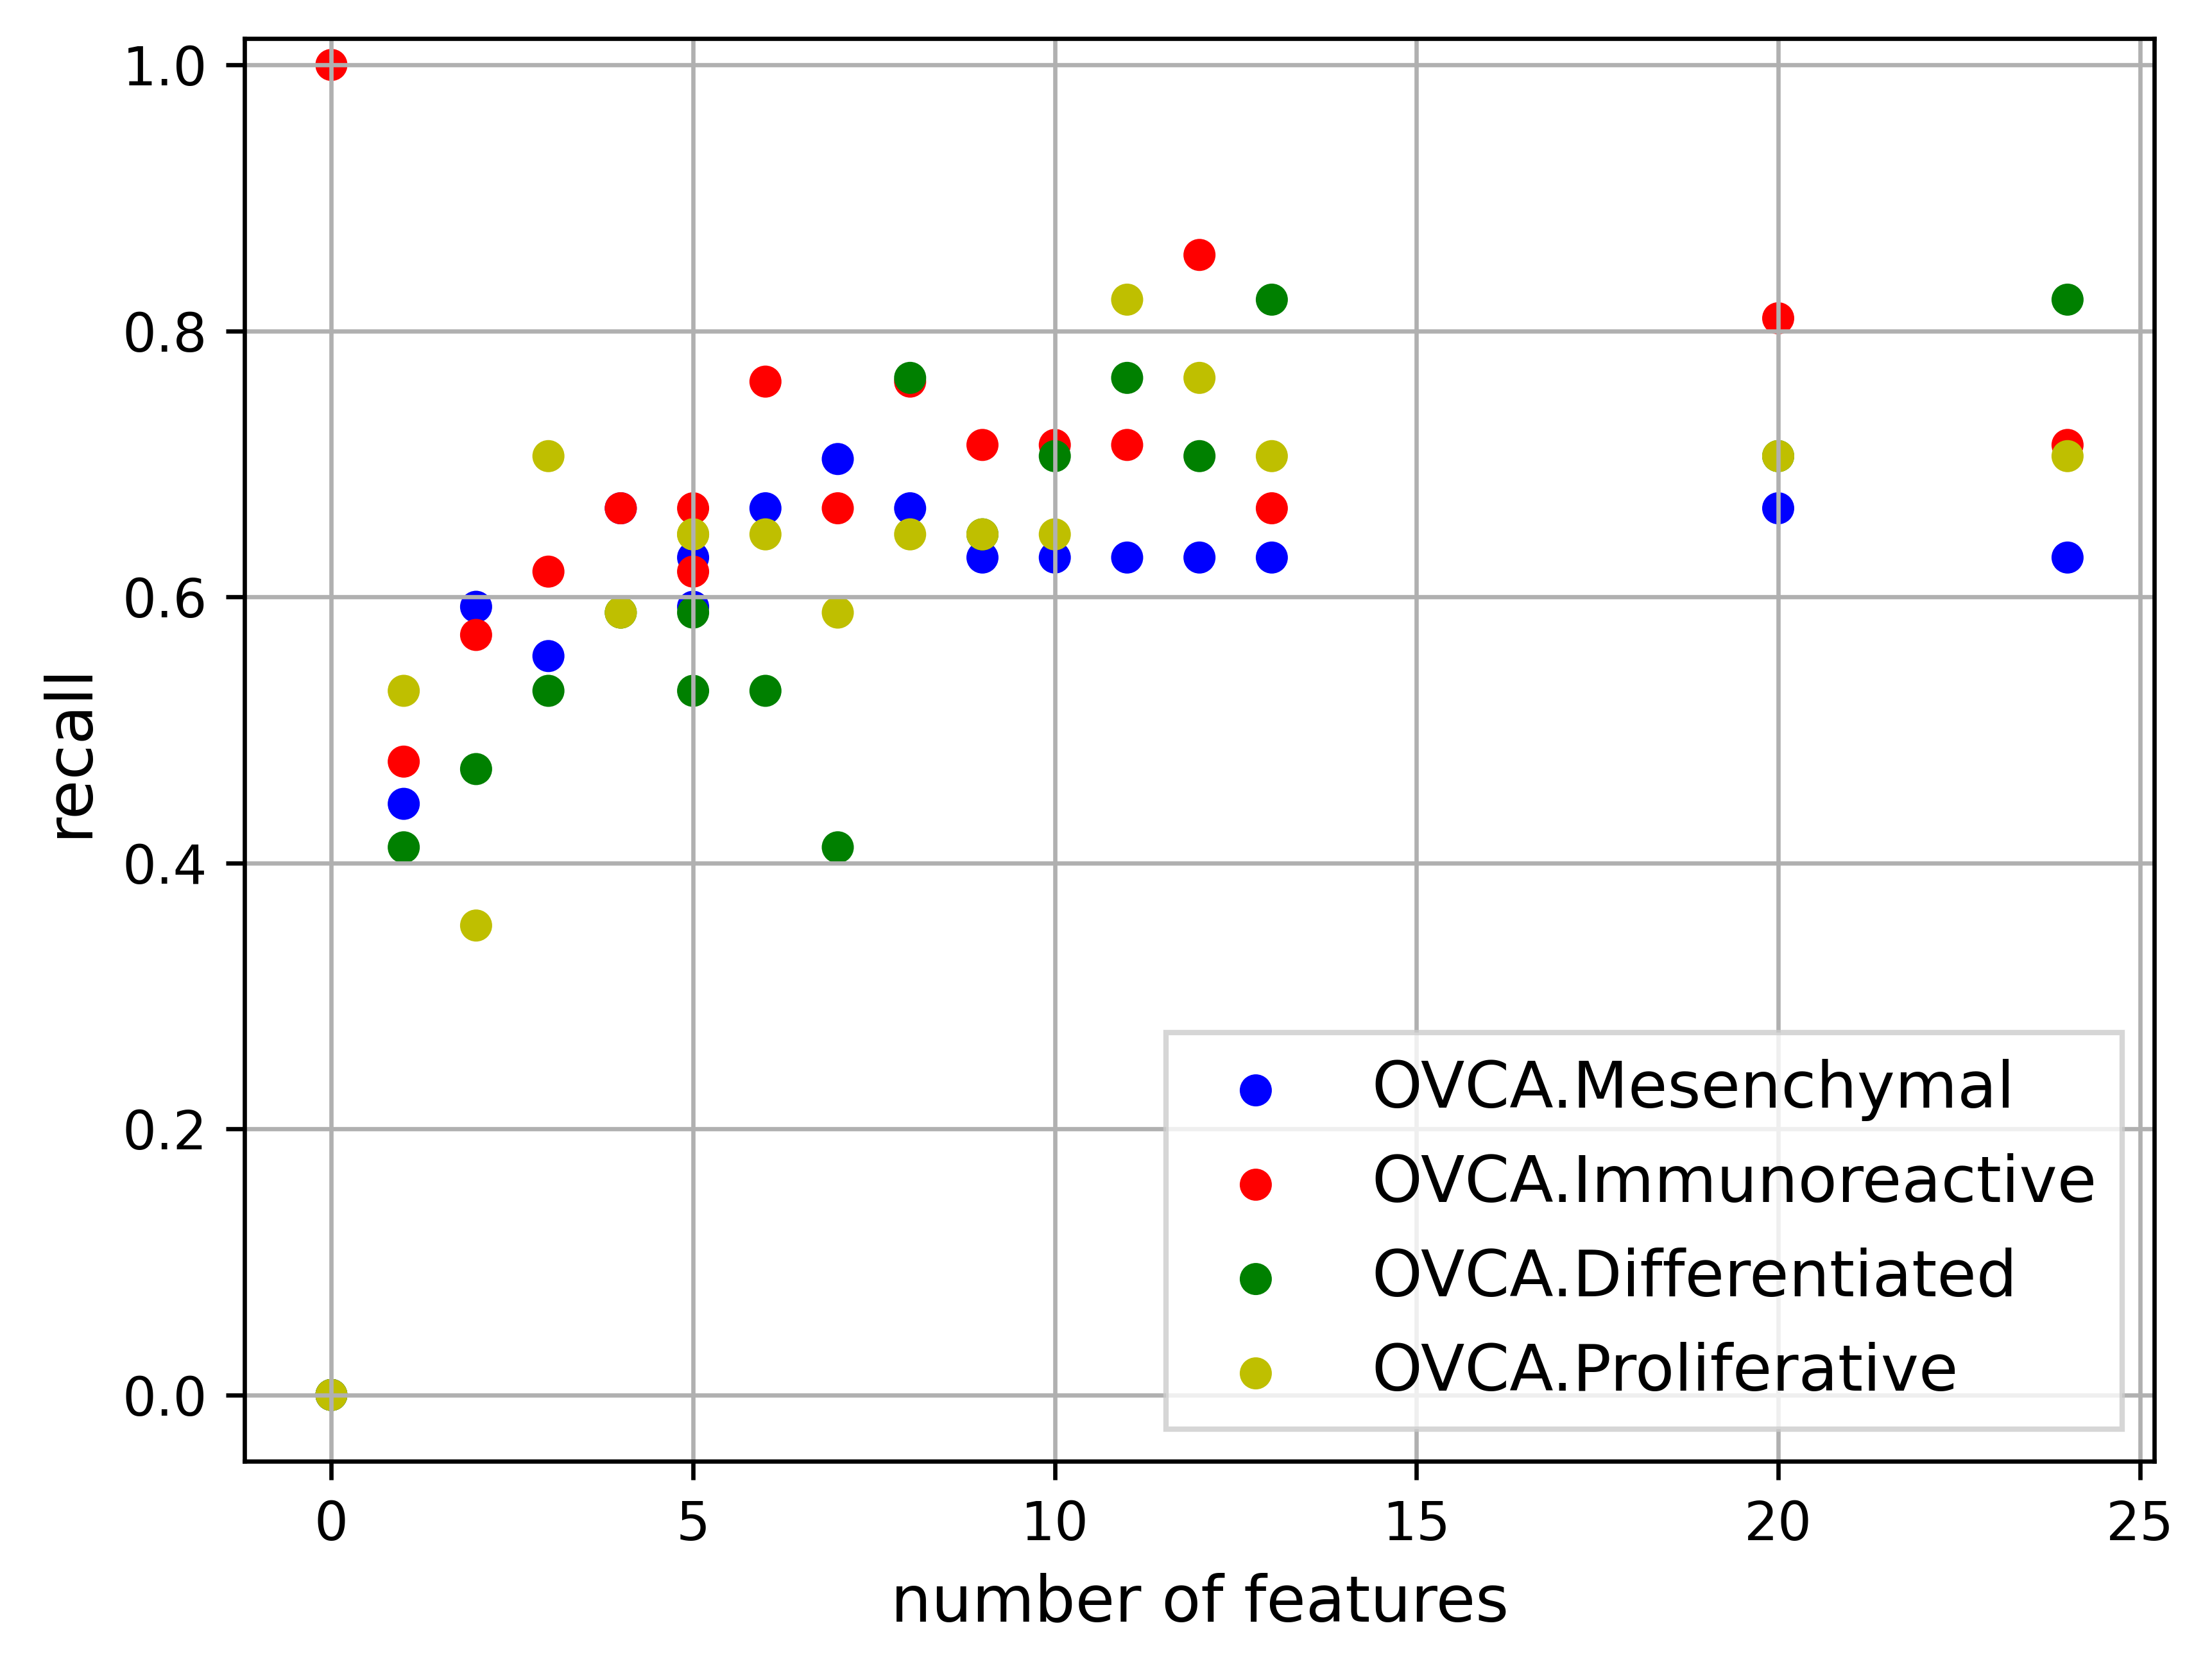 1.0
0.8
0.6
0.4
0.2
0.0
recall
0 5 10 15 20 25
number of features
OVCA.Mesenchymal
OVCA.Immunoreactive
OVCA.Differentiated
OVCA.Proliferative